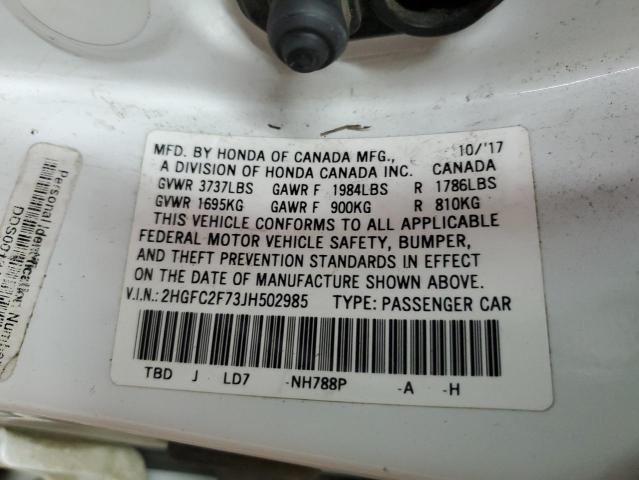 MFD. BY HONDA OF CANADA MFG., 10/'17
A DIVISION OF HONDA CANADA INC. CANADA
GVWR 3737LBS GAWR F 1984LBS R 1786LBS
GVWR 1695KG GAWR F 900KG R 810KG
THIS VEHICLE CONFORMS TO ALL APPLICABLE
FEDERAL MOTOR VEHICLE SAFETY, BUMPER,
AND THEFT PREVENTION STANDARDS IN EFFECT
ON THE DATE OF MANUFACTURE SHOWN ABOVE.
V.I.N.: 2HGFC2F73JH502985 TYPE: PASSENGER CAR
TBD J LD7 -NH788P -A -H
Personal